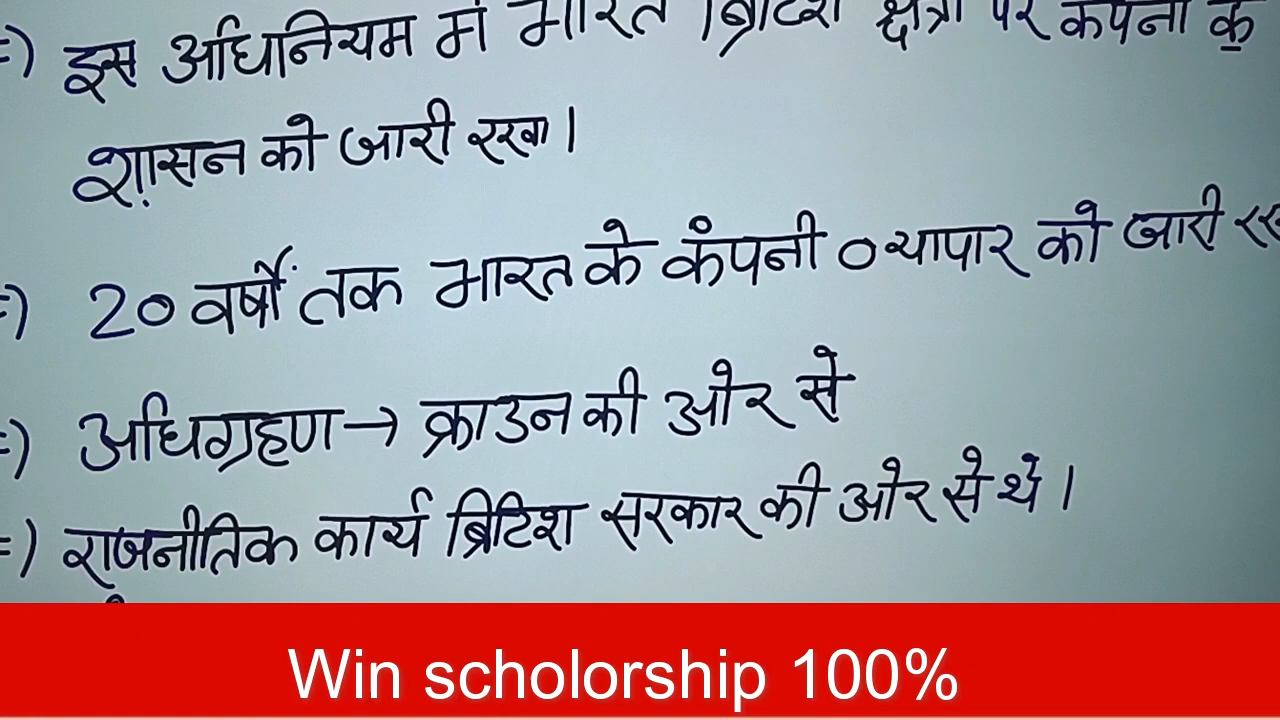 =) इस अधिनियम में भारत ब्रिटिश क्षेत्रों पर कंपनी के
शासन को जारी रखा।
=) 20 वर्षों तक भारत के कंपनी व्यापार को जारी
=) अधिग्रहण → क्राउन की ओर से
=) राजनीतिक कार्य ब्रिटिश सरकार की ओर से थे।
Win scholorship 100%